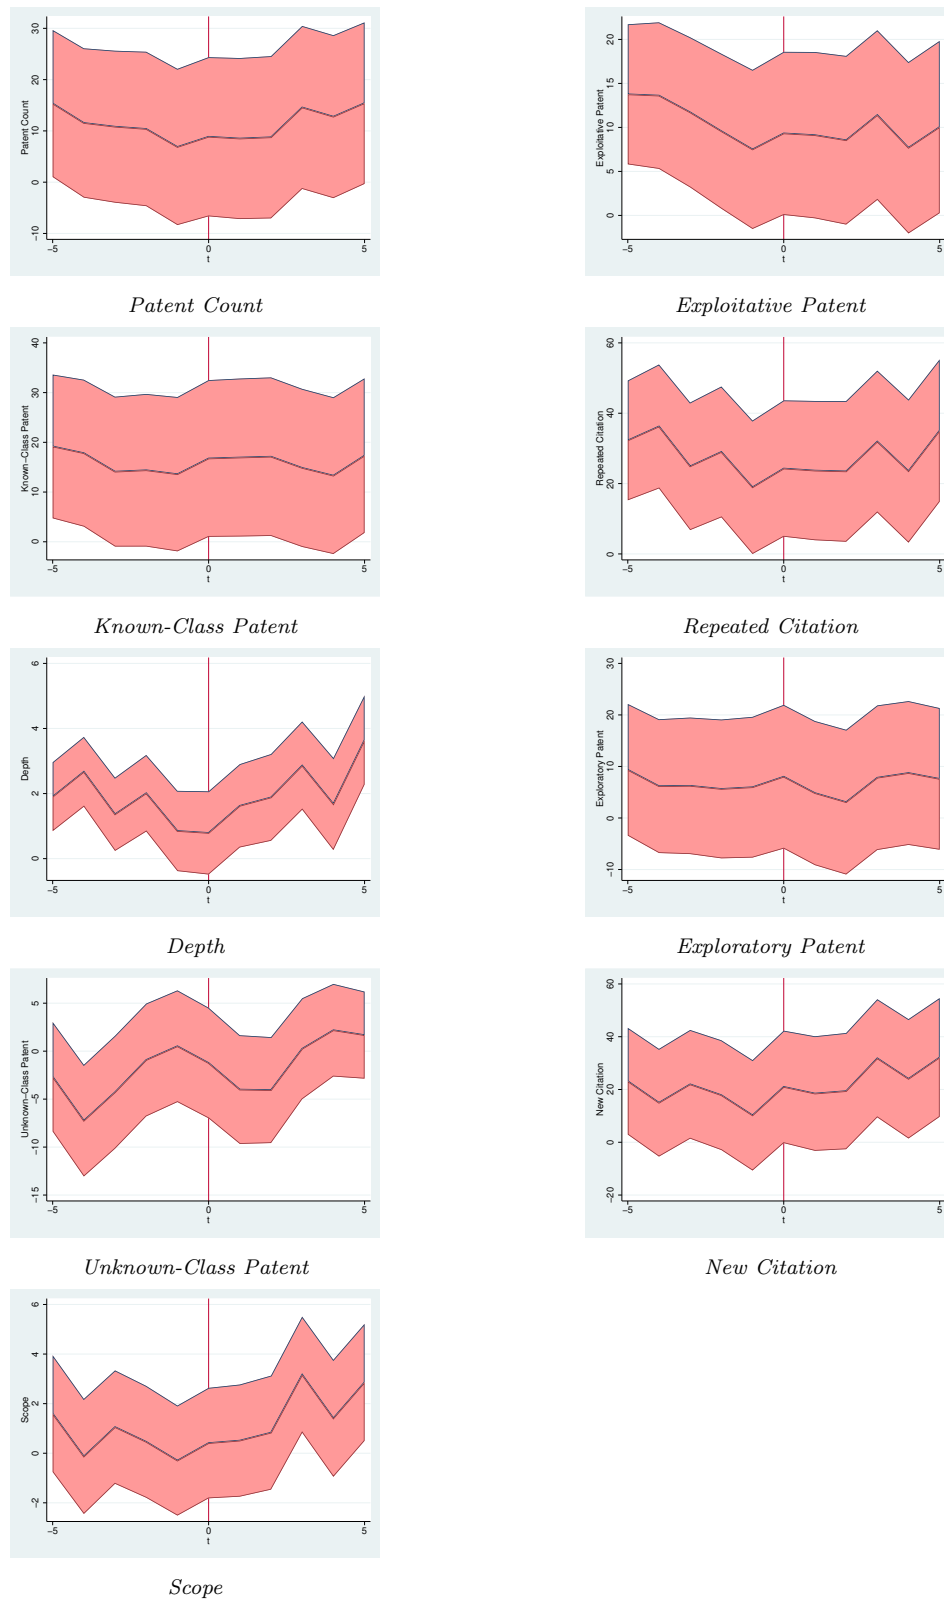 Patent Count
30
20
10
0
−10
−5
0
5
t
Exploitative Patent
20
15
10
5
0
−5
0
5
t
Patent Count
Exploitative Patent
Known−Class Patent
40
30
20
10
0
−5
0
5
t
Repeated Citation
60
40
20
0
−5
0
5
t
Known-Class Patent
Repeated Citation
Depth
6
4
2
0
−5
0
5
t
Exploratory Patent
30
20
10
0
−10
−5
0
5
t
Depth
Exploratory Patent
Unknown−Class Patent
5
0
−5
−10
−15
−5
0
5
t
New Citation
60
40
20
0
−20
−5
0
5
t
Unknown-Class Patent
New Citation
Scope
6
4
2
0
−2
−5
0
5
t
Scope